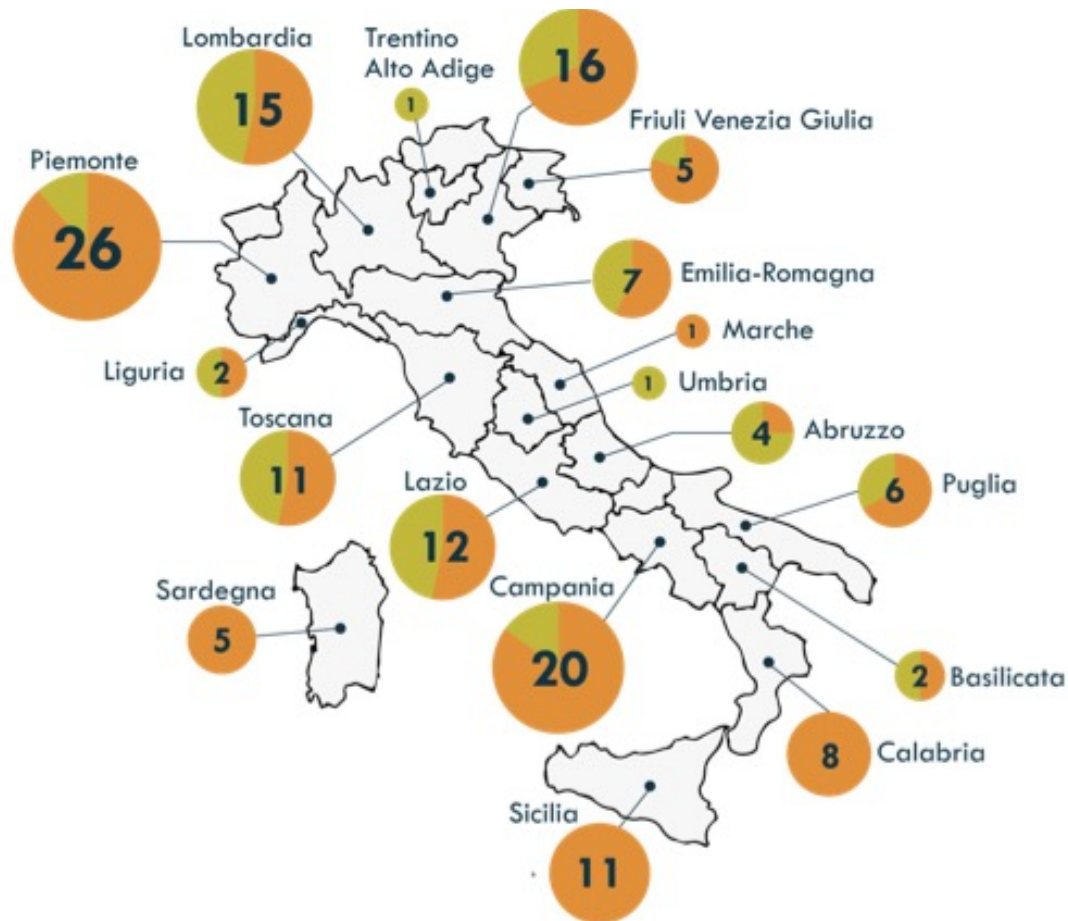 Lombardia
15
Trentino
Alto Adige
1
16
Friuli Venezia Giulia
5
Piemonte
26
7
Emilia-Romagna
1
Marche
Liguria
2
1
Umbria
Toscana
11
4
Abruzzo
Lazio
12
6
Puglia
Sardegna
5
Campania
20
2
Basilicata
8
Calabria
Sicilia
11